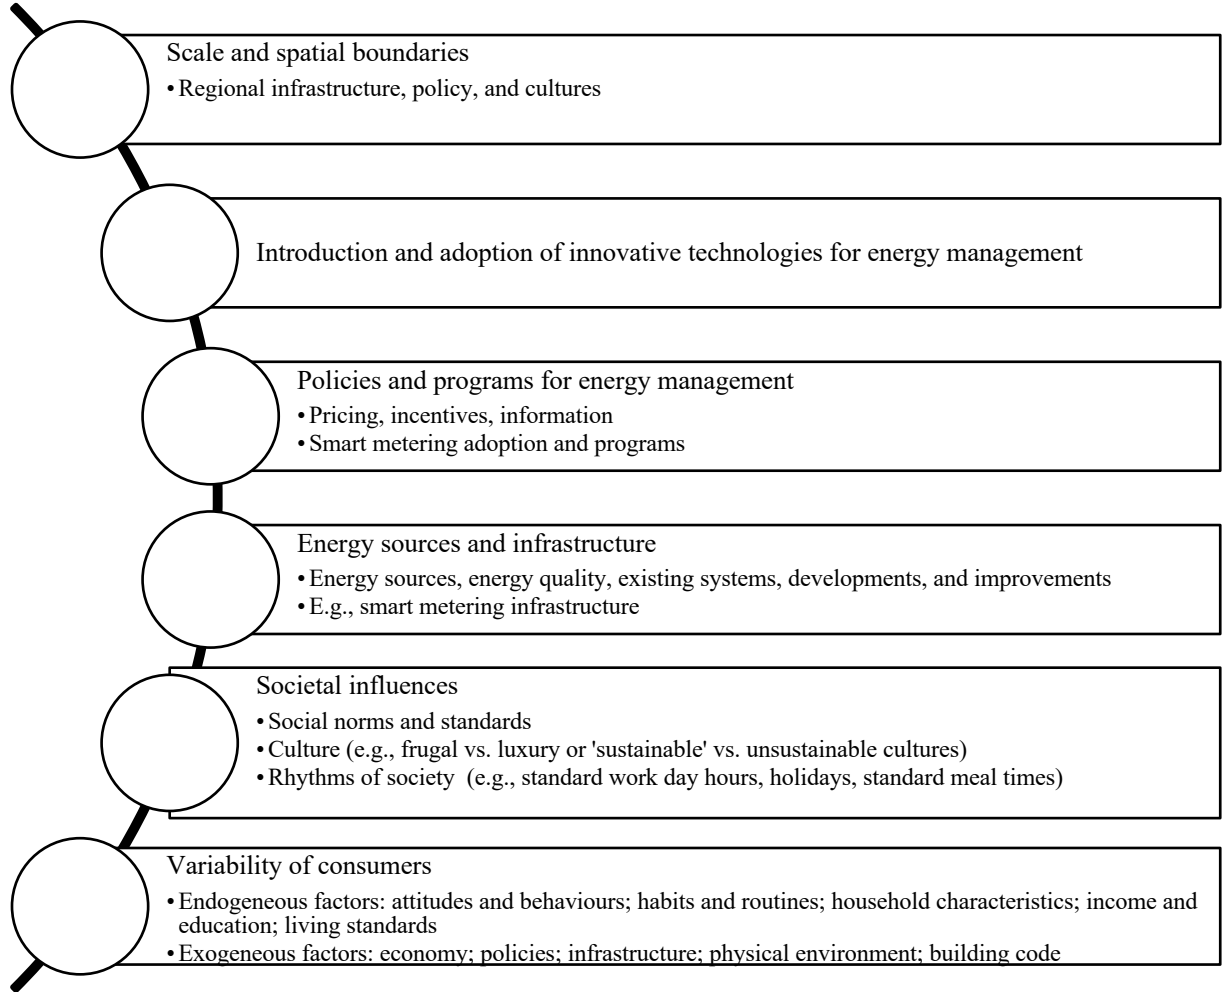 Scale and spatial boundaries
• Regional infrastructure, policy, and cultures
Introduction and adoption of innovative technologies for energy management
Policies and programs for energy management
• Pricing, incentives, information
• Smart metering adoption and programs
Energy sources and infrastructure
• Energy sources, energy quality, existing systems, developments, and improvements
• E.g., smart metering infrastructure
Societal influences
• Social norms and standards
• Culture (e.g., frugal vs. luxury or 'sustainable' vs. unsustainable cultures)
• Rhythms of society  (e.g., standard work day hours, holidays, standard meal times)
Variability of consumers
• Endogeneous factors: attitudes and behaviours; habits and routines; household characteristics; income and
education; living standards
• Exogeneous factors: economy; policies; infrastructure; physical environment; building code